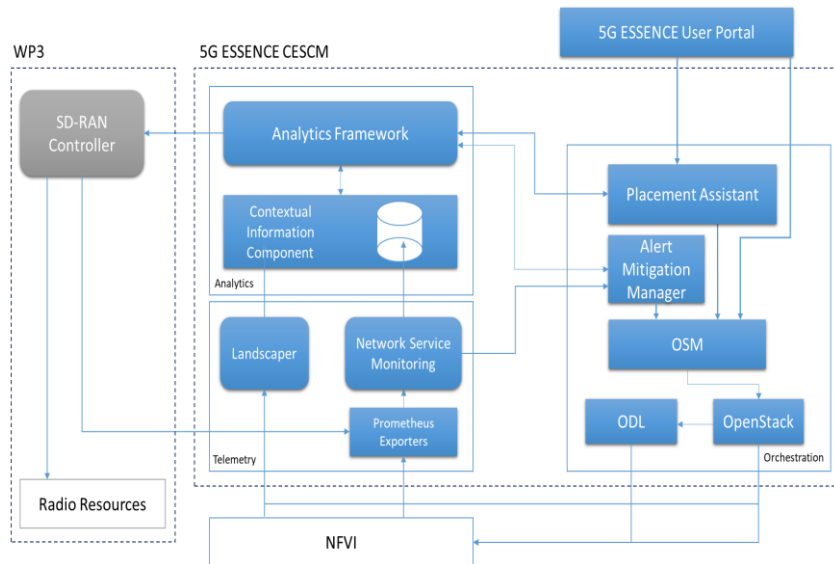 WP3
5G ESSENCE CESCM
5G ESSENCE User Portal
SD-RAN
Controller
Analytics Framework
Placement Assistant
Contextual
Information
Component
Alert
Mitigation
Manager
Analytics
Landscaper
Network Service
Monitoring
OSM
Prometheus
Exporters
ODL
OpenStack
Telemetry
Orchestration
Radio Resources
NFVI